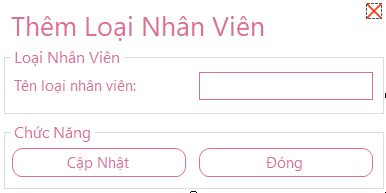 Thêm Loại Nhân Viên
Loại Nhân Viên
Tên loại nhân viên:
Chức Năng
Cập Nhật
Đóng